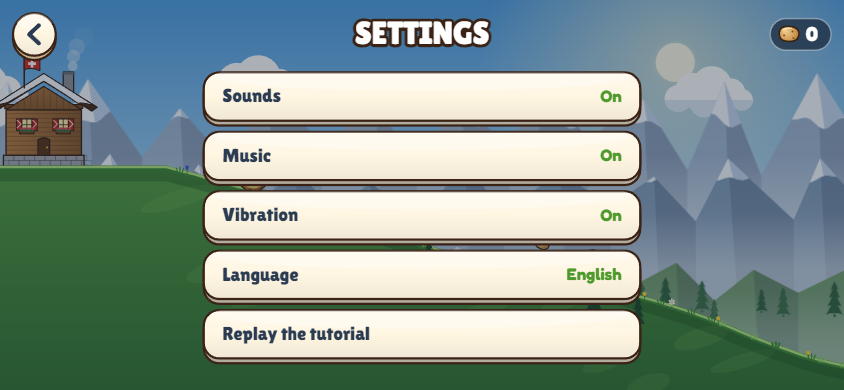 SETTINGS
0
Sounds On
Music On
Vibration On
Language English
Replay the tutorial